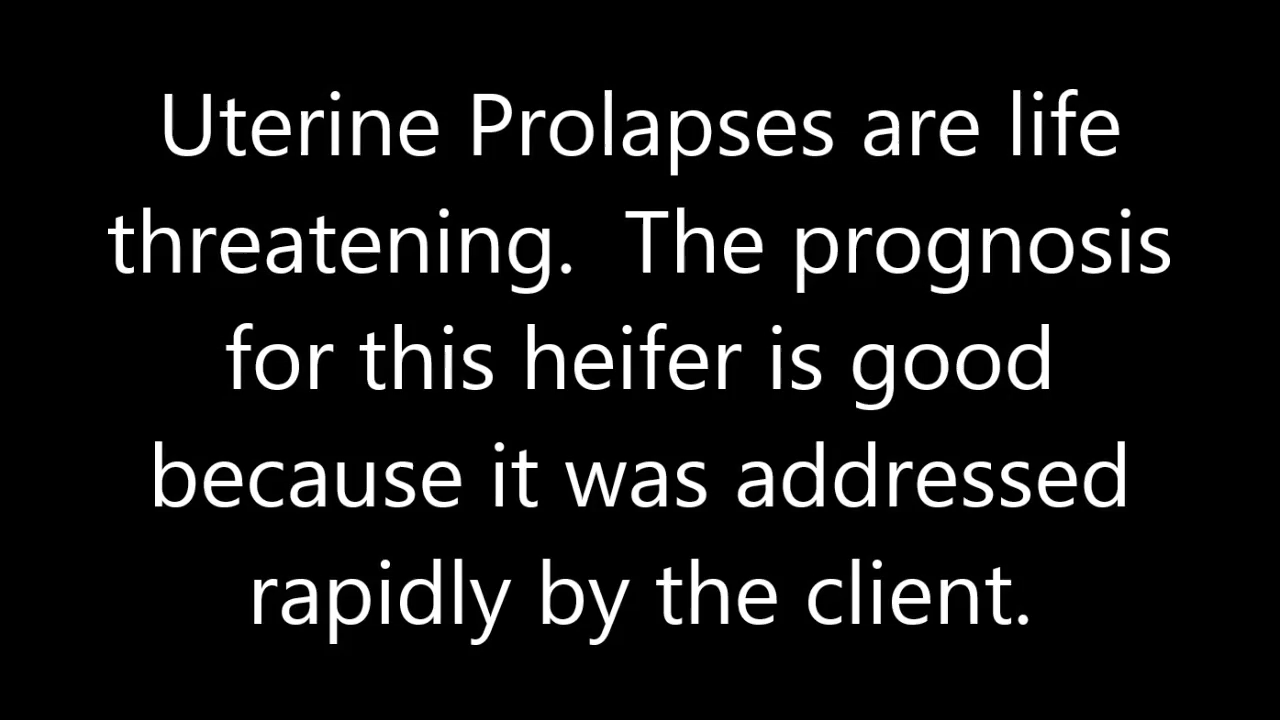 Uterine Prolapses are life
threatening.  The prognosis
for this heifer is good
because it was addressed
rapidly by the client.